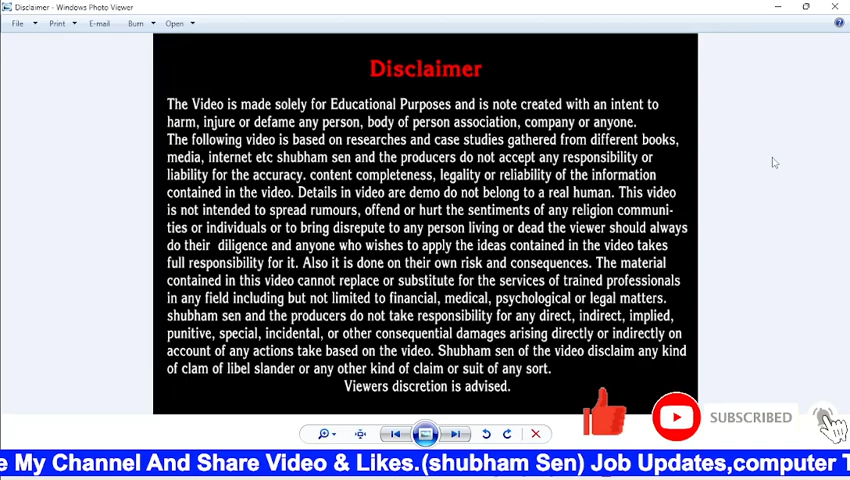 Disclaimer - Windows Photo Viewer
File Print E-mail Burn Open
Disclaimer
The Video is made solely for Educational Purposes and is note created with an intent to
harm, injure or defame any person, body of person association, company or anyone.
The following video is based on researches and case studies gathered from different books,
media, internet etc shubham sen and the producers do not accept any responsibility or
liability for the accuracy. content completeness, legality or reliability of the information
contained in the video. Details in video are demo do not belong to a real human. This video
is not intended to spread rumours, offend or hurt the sentiments of any religion communi-
ties or individuals or to bring disrepute to any person living or dead the viewer should always
do their diligence and anyone who wishes to apply the ideas contained in the video takes
full responsibility for it. Also it is done on their own risk and consequences. The material
contained in this video cannot replace or substitute for the services of trained professionals
in any field including but not limited to financial, medical, psychological or legal matters.
shubham sen and the producers do not take responsibility for any direct, indirect, implied,
punitive, special, incidental, or other consequential damages arising directly or indirectly on
account of any actions take based on the video. Shubham sen of the video disclaim any kind
of clam of libel slander or any other kind of claim or suit of any sort.
Viewers discretion is advised.
SUBSCRIBED
e My Channel And Share Video & Likes.(shubham Sen) Job Updates,computer T